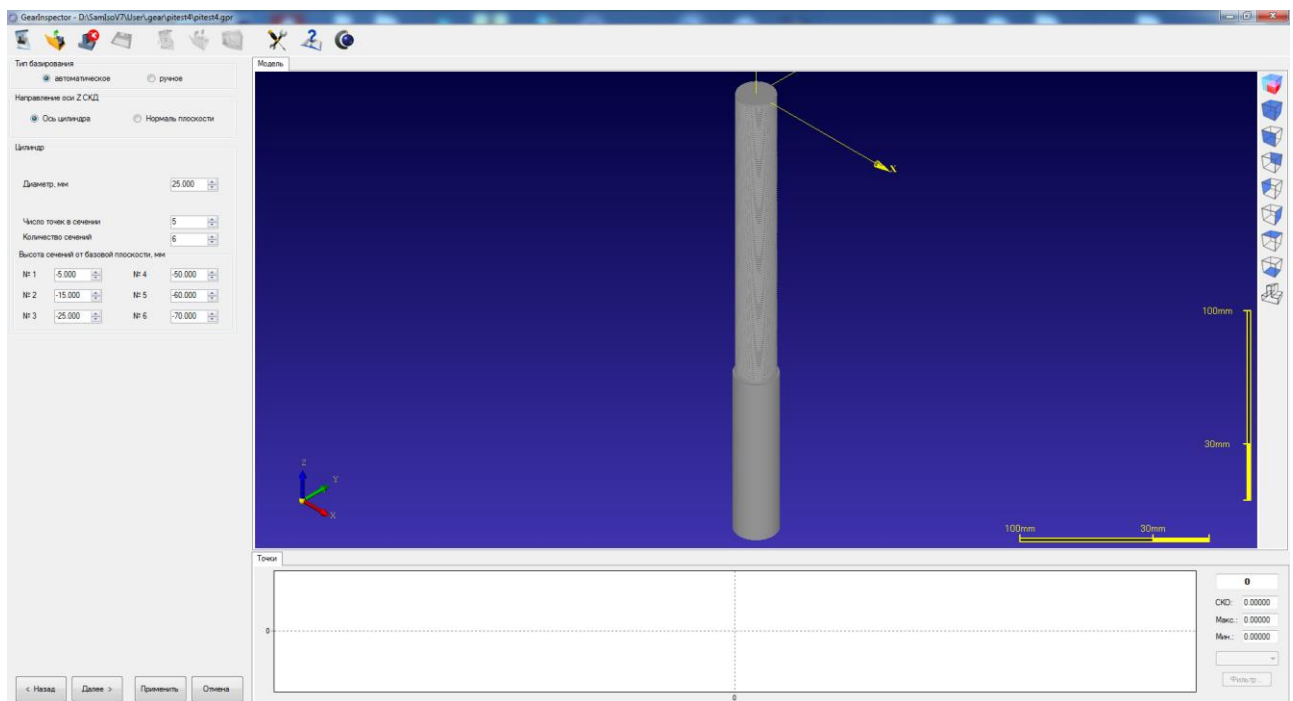 GearInspector - D:\SamIsoV7\User\.gear\pitest4\pitest4.gpr
Тип базирования
автоматическое ручное
Направление оси Z СКД
Ось цилиндра Нормаль плоскости
Цилиндр
Диаметр, мм 25.000
Число точек в сечении 5
Количество сечений 6
Высота сечений от базовой плоскости, мм
№ 1 -5.000 № 4 -50.000
№ 2 -15.000 № 5 -60.000
№ 3 -25.000 № 6 -70.000
< Назад Далее > Применить Отмена
Модель
X
Z
Y
X
100mm
30mm
100mm 30mm
Точки
0
0
0
СКО: 0.00000
Макс.: 0.00000
Мин.: 0.00000
Фильтр...